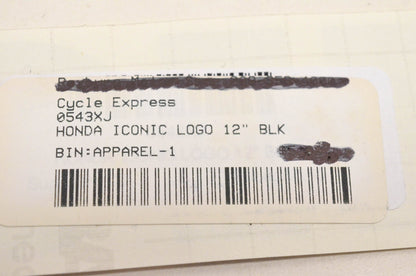 Cycle Express
0543XJ
HONDA ICONIC LOGO 12" BLK
BIN:APPAREL-1